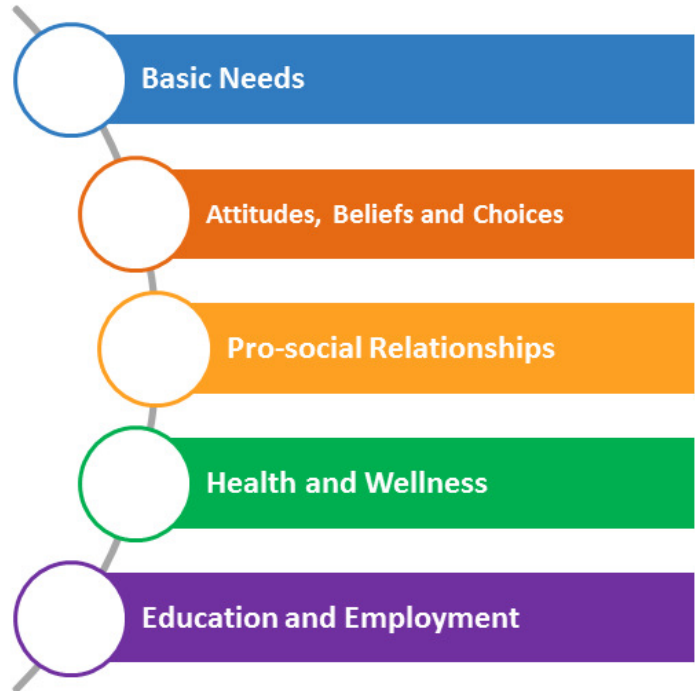 Basic Needs
Attitudes, Beliefs and Choices
Pro-social Relationships
Health and Wellness
Education and Employment